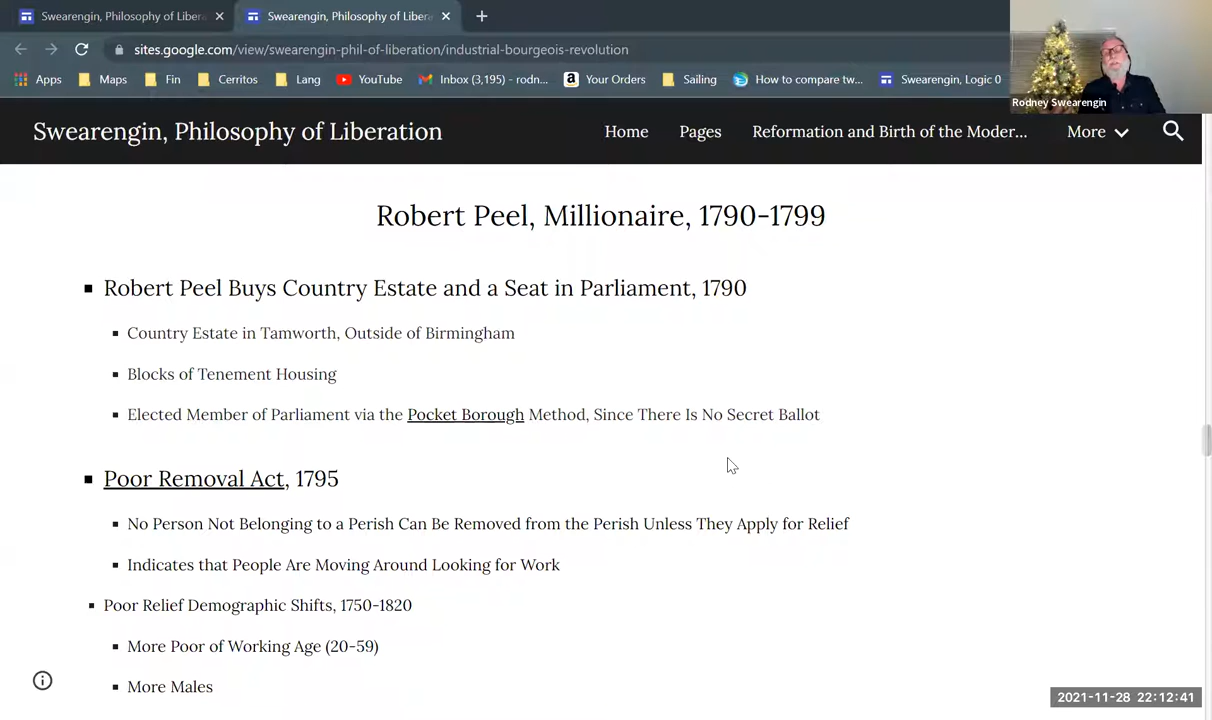 Swearengin, Philosophy of Libera
Swearengin, Philosophy of Libera
sites.google.com/view/swearengin-phil-of-liberation/industrial-bourgeois-revolution
Apps
Maps
Fin
Cerritos
Lang
YouTube
Inbox (3,195) - rodn...
Your Orders
Sailing
How to compare tw...
Swearengin, Logic 0
Rodney Swearengin
Swearengin, Philosophy of Liberation
Home
Pages
Reformation and Birth of the Moder...
More
Robert Peel, Millionaire, 1790-1799
Robert Peel Buys Country Estate and a Seat in Parliament, 1790
Country Estate in Tamworth, Outside of Birmingham
Blocks of Tenement Housing
Elected Member of Parliament via the Pocket Borough Method, Since There Is No Secret Ballot
Poor Removal Act, 1795
No Person Not Belonging to a Perish Can Be Removed from the Perish Unless They Apply for Relief
Indicates that People Are Moving Around Looking for Work
Poor Relief Demographic Shifts, 1750-1820
More Poor of Working Age (20-59)
More Males
2021-11-28 22:12:41